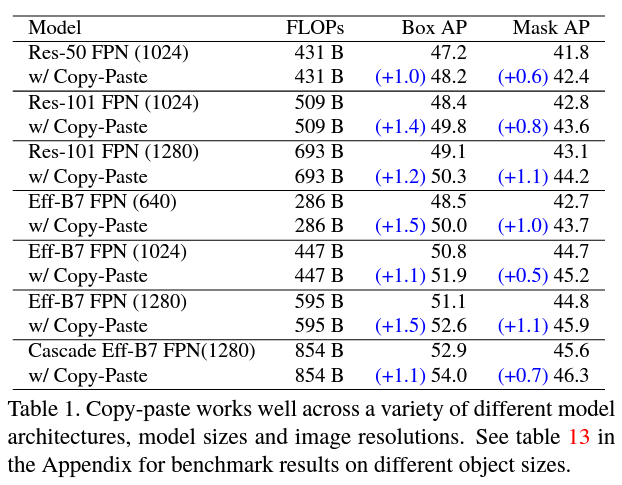 Model FLOPs Box AP Mask AP
Res-50 FPN (1024) 431 B 47.2 41.8
w/ Copy-Paste 431 B (+1.0) 48.2 (+0.6) 42.4
Res-101 FPN (1024) 509 B 48.4 42.8
w/ Copy-Paste 509 B (+1.4) 49.8 (+0.8) 43.6
Res-101 FPN (1280) 693 B 49.1 43.1
w/ Copy-Paste 693 B (+1.2) 50.3 (+1.1) 44.2
Eff-B7 FPN (640) 286 B 48.5 42.7
w/ Copy-Paste 286 B (+1.5) 50.0 (+1.0) 43.7
Eff-B7 FPN (1024) 447 B 50.8 44.7
w/ Copy-Paste 447 B (+1.1) 51.9 (+0.5) 45.2
Eff-B7 FPN (1280) 595 B 51.1 44.8
w/ Copy-Paste 595 B (+1.5) 52.6 (+1.1) 45.9
Cascade Eff-B7 FPN(1280) 854 B 52.9 45.6
w/ Copy-Paste 854 B (+1.1) 54.0 (+0.7) 46.3
Table 1. Copy-paste works well across a variety of different model
architectures, model sizes and image resolutions. See table 13 in
the Appendix for benchmark results on different object sizes.